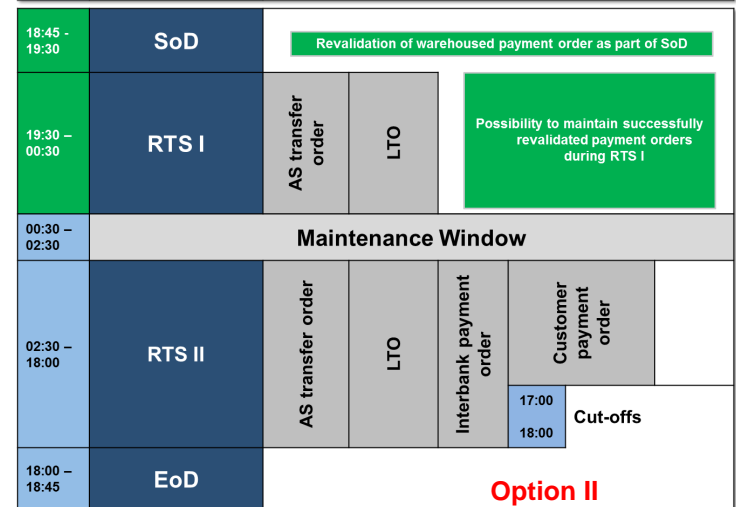 18:45 -
19:30
SoD
Revalidation of warehoused payment order as part of SoD
19:30 –
00:30
RTS I
AS transfer
order
LTO
Possibility to maintain successfully
revalidated payment orders
during RTS I
00:30 –
02:30
Maintenance Window
02:30 –
18:00
RTS II
AS transfer order
LTO
Interbank payment
order
Customer
payment
order
17:00
18:00
Cut-offs
18:00 –
18:45
EoD
Option II